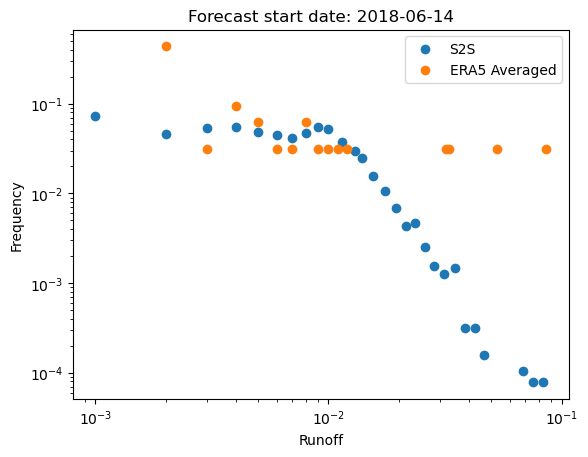 Forecast start date: 2018-06-14
S2S
ERA5 Averaged
10⁻¹
10⁻²
10⁻³
10⁻⁴
Frequency
10⁻³
10⁻²
10⁻¹
Runoff